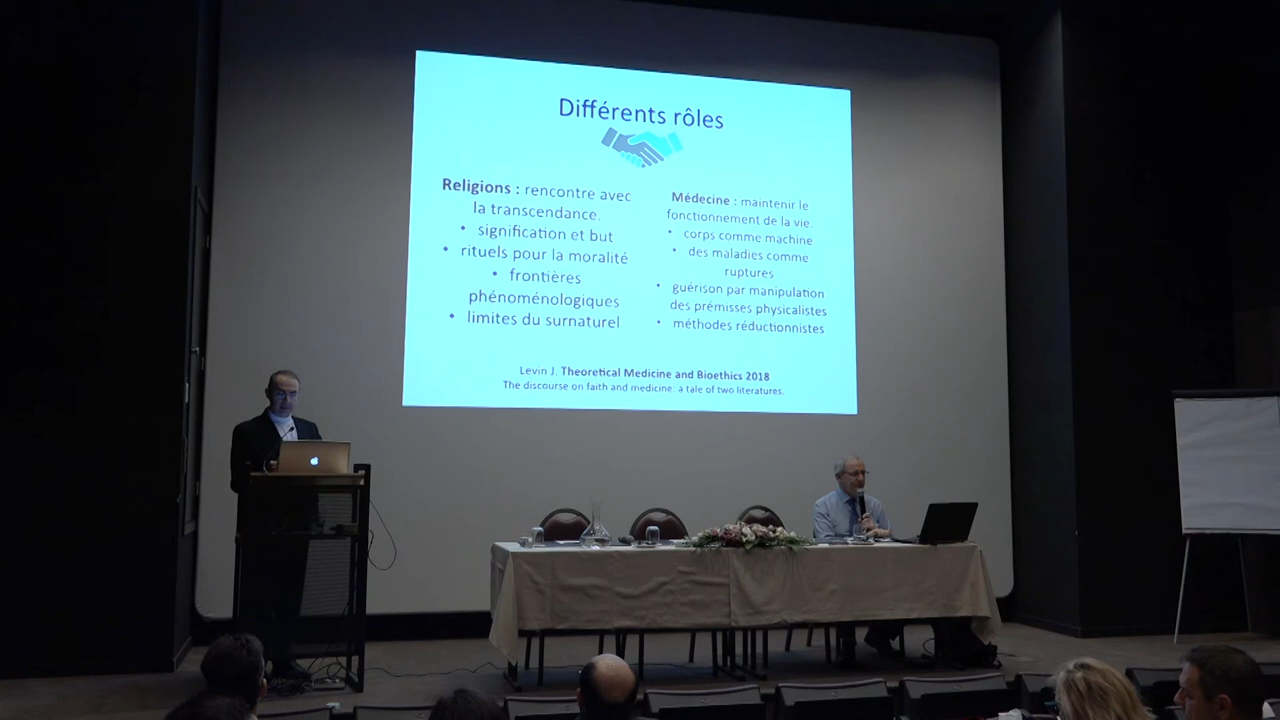 Différents rôles
Religions : rencontre avec
la transcendance.
• signification et but
• rituels pour la moralité
• frontières
phénoménologiques
• limites du surnaturel
Médecine : maintenir le
fonctionnement de la vie.
• corps comme machine
• des maladies comme
ruptures
• guérison par manipulation
des prémisses physicalistes
• méthodes réductionnistes
Levin J. Theoretical Medicine and Bioethics 2018
The discourse on faith and medicine: a tale of two literatures.